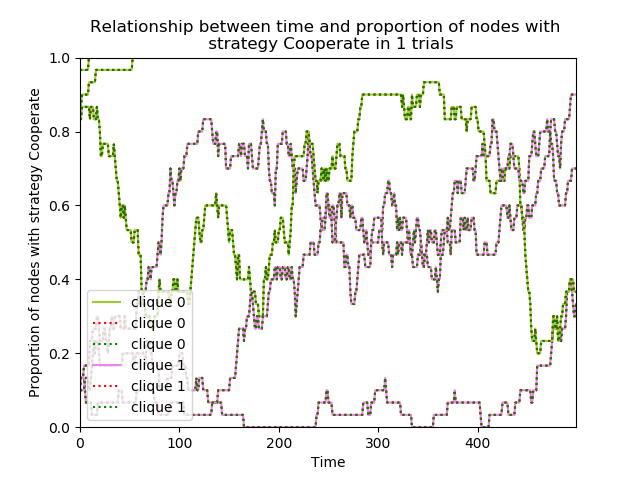 Relationship between time and proportion of nodes with
strategy Cooperate in 1 trials
Proportion of nodes with strategy Cooperate
1.0
0.8
0.6
0.4
0.2
0.0
clique 0
clique 0
clique 0
clique 1
clique 1
clique 1
0 100 200 300 400
Time